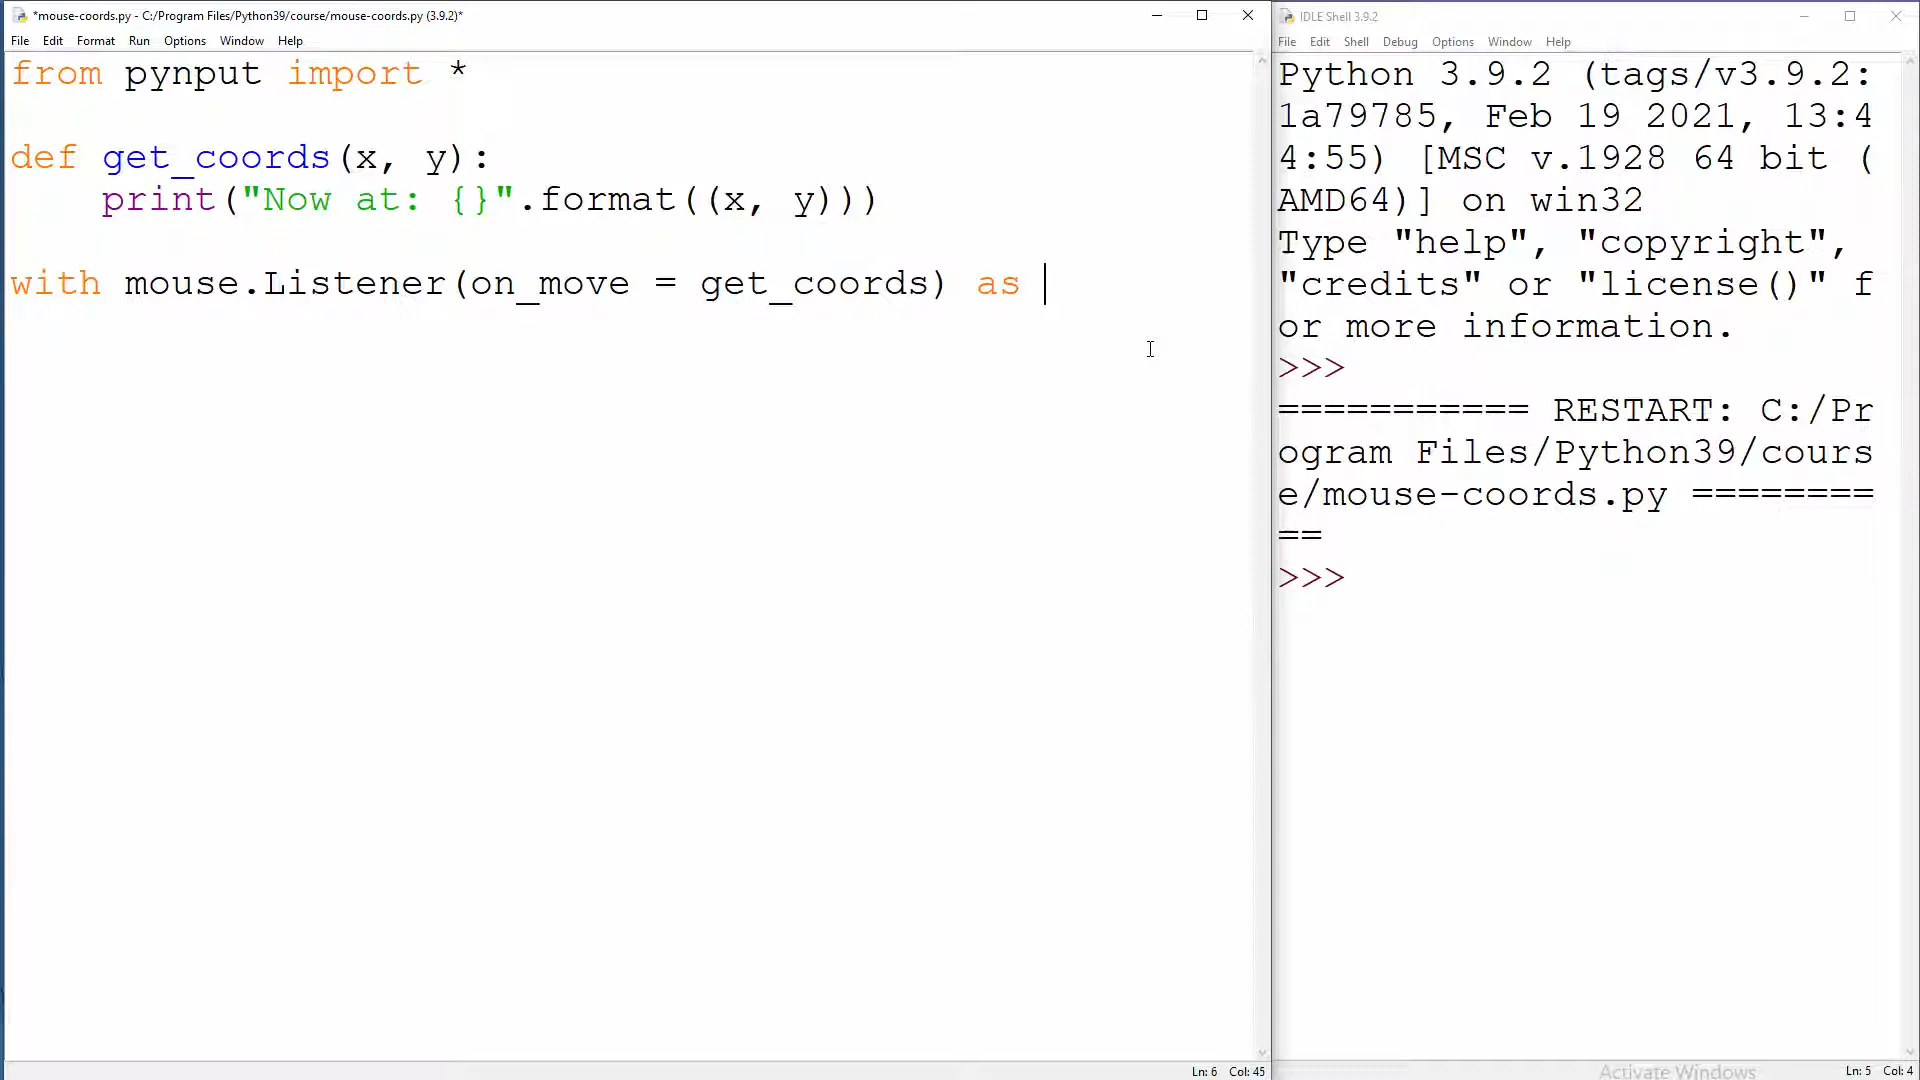 *mouse-coords.py - C:/Program Files/Python39/course/mouse-coords.py (3.9.2)*
File Edit Format Run Options Window Help
from pynput import *
def get_coords(x, y):
    print("Now at: {}".format((x, y)))
with mouse.Listener(on_move = get_coords) as
Ln: 6 Col: 45
IDLE Shell 3.9.2
File Edit Shell Debug Options Window Help
Python 3.9.2 (tags/v3.9.2:
1a79785, Feb 19 2021, 13:4
4:55) [MSC v.1928 64 bit (
AMD64)] on win32
Type "help", "copyright",
"credits" or "license()" f
or more information.
>>>
=========== RESTART: C:/Pr
ogram Files/Python39/cours
e/mouse-coords.py ========
==
>>>
Activate Windows
Ln: 5 Col: 4